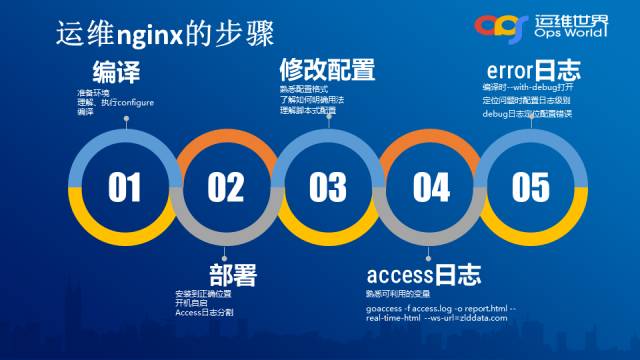 运维nginx的步骤
运维世界
Ops World
编译
准备环境
理解、执行configure
编译
修改配置
熟悉配置格式
了解如何明确用法
理解脚本式配置
error日志
编译时--with-debug打开
定位问题时配置日志级别
debug日志定位配置错误
01
02
03
04
05
部署
安装到正确位置
开机自启
Access日志分割
access日志
熟悉可利用的变量
goaccess -f access.log -o report.html --
real-time-html --ws-url=zlddata.com